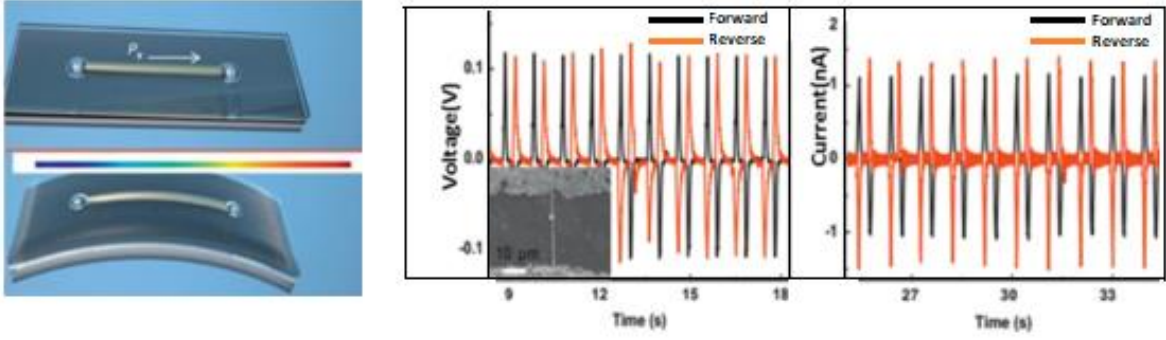 Pₓ
Forward
Reverse
0.1
0.0
-0.1
Voltage(V)
10 μm
9
12
15
18
Time (s)
Forward
Reverse
2
1
0
-1
Current(nA)
27
30
33
Time (s)